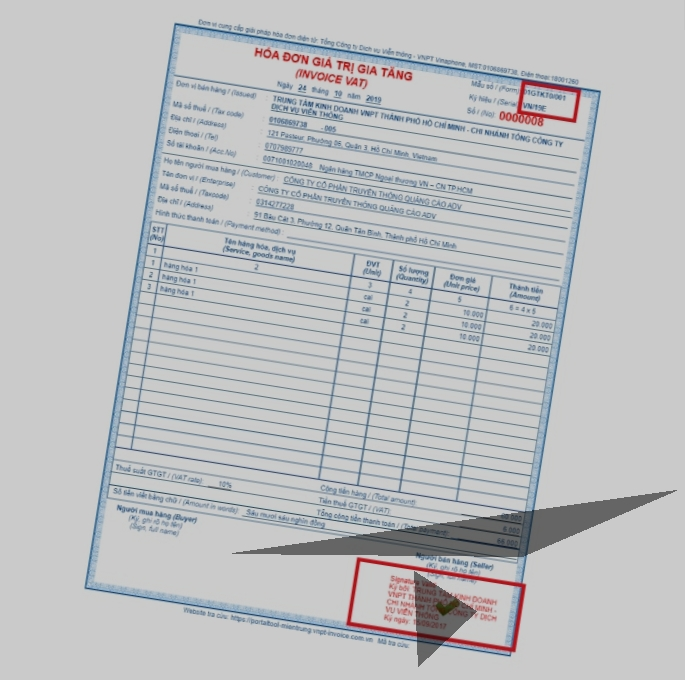 Đơn vị cung cấp giải pháp hóa đơn điện tử: Tổng Công ty Dịch vụ Viễn thông - VNPT Vinaphone, MST:0106869738, Điện thoại:18001260
HÓA ĐƠN GIÁ TRỊ GIA TĂNG
(INVOICE VAT)
Ngày 24 tháng 10 năm 2019
Mẫu số / (Form) 01GTKT0/001
Ký hiệu / (Serial) VN/19E
Số / (No) 0000008
Đơn vị bán hàng / (Issued) : TRUNG TÂM KINH DOANH VNPT THÀNH PHỐ HỒ CHÍ MINH - CHI NHÁNH TỔNG CÔNG TY
DỊCH VỤ VIỄN THÔNG
Mã số thuế / (Tax code) : 0106869738 -005
Địa chỉ / (Address) : 121 Pasteur, Phường 06, Quận 3, Hồ Chí Minh, Vietnam
Điện thoại / (Tel) :
Số tài khoản / (Acc.No) : Ngân hàng TMCP Ngoại thương VN – CN TP.HCM
Họ tên người mua hàng / (Customer) : CÔNG TY CỔ PHẦN TRUYỀN THÔNG QUẢNG CÁO ADV
Tên đơn vị / (Enterprise) : CÔNG TY CỔ PHẦN TRUYỀN THÔNG QUẢNG CÁO ADV
Mã số thuế / (Taxcode) : 0314277228
Địa chỉ / (Address) : 91 Bàu Cát 3, Phường 12, Quận Tân Bình, Thành phố Hồ Chí Minh
Hình thức thanh toán / (Payment method) :
STT Tên hàng hóa, dịch vụ ĐVT Số lượng Đơn giá Thành tiền
(No) (Service, goods name) (Unit) (Quantity) (Unit price) (Amount)
1 2 3 4 5 6 = 4 x 5
1 hàng hóa 1 cái 2 10.000 20.000
2 hàng hóa 1 cái 2 10.000 20.000
3 hàng hóa 1 cái 2 10.000 20.000
Cộng tiền hàng / (Total amount):
Thuế suất GTGT / (VAT rate) 10% Tiền thuế GTGT / (VAT) 6.000
Tổng cộng tiền thanh toán / (Total payment): 66.000
Số tiền viết bằng chữ / (Amount in words) : Sáu mươi sáu nghìn đồng
Người mua hàng (Buyer) Người bán hàng (Seller)
(Ký, ghi rõ họ tên)
(Sign, full name)
Signature Valid
Ký bởi: TRUNG TÂM KINH DOANH
VNPT THÀNH PHỐ HỒ CHÍ MINH -
CHI NHÁNH TỔNG CÔNG TY DỊCH
VỤ VIỄN THÔNG
Ký ngày:
Website tra cứu: https://portaltool-mientrung.vnpt-invoice.com.vn Mã tra cứu: